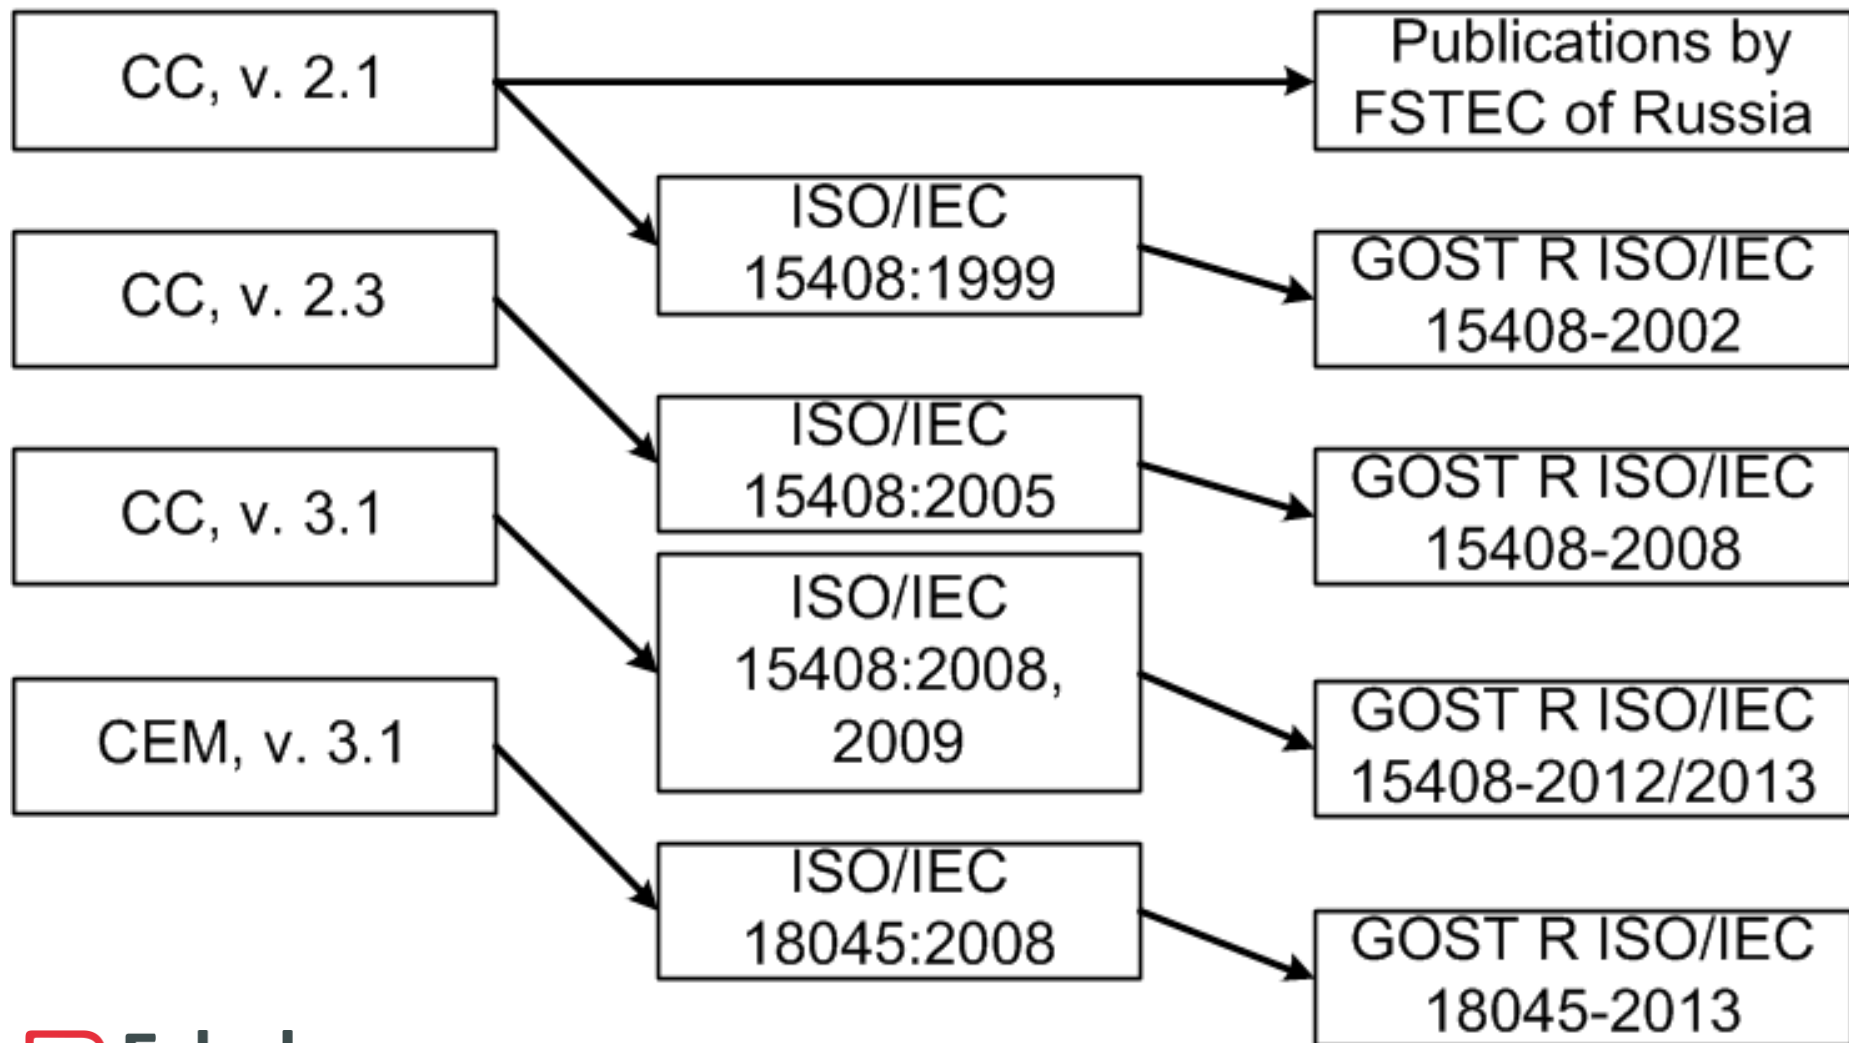 CC, v. 2.1
Publications by
FSTEC of Russia
ISO/IEC
15408:1999
CC, v. 2.3
GOST R ISO/IEC
15408-2002
ISO/IEC
15408:2005
CC, v. 3.1
GOST R ISO/IEC
15408-2008
ISO/IEC
15408:2008,
2009
CEM, v. 3.1
GOST R ISO/IEC
15408-2012/2013
ISO/IEC
18045:2008
GOST R ISO/IEC
18045-2013